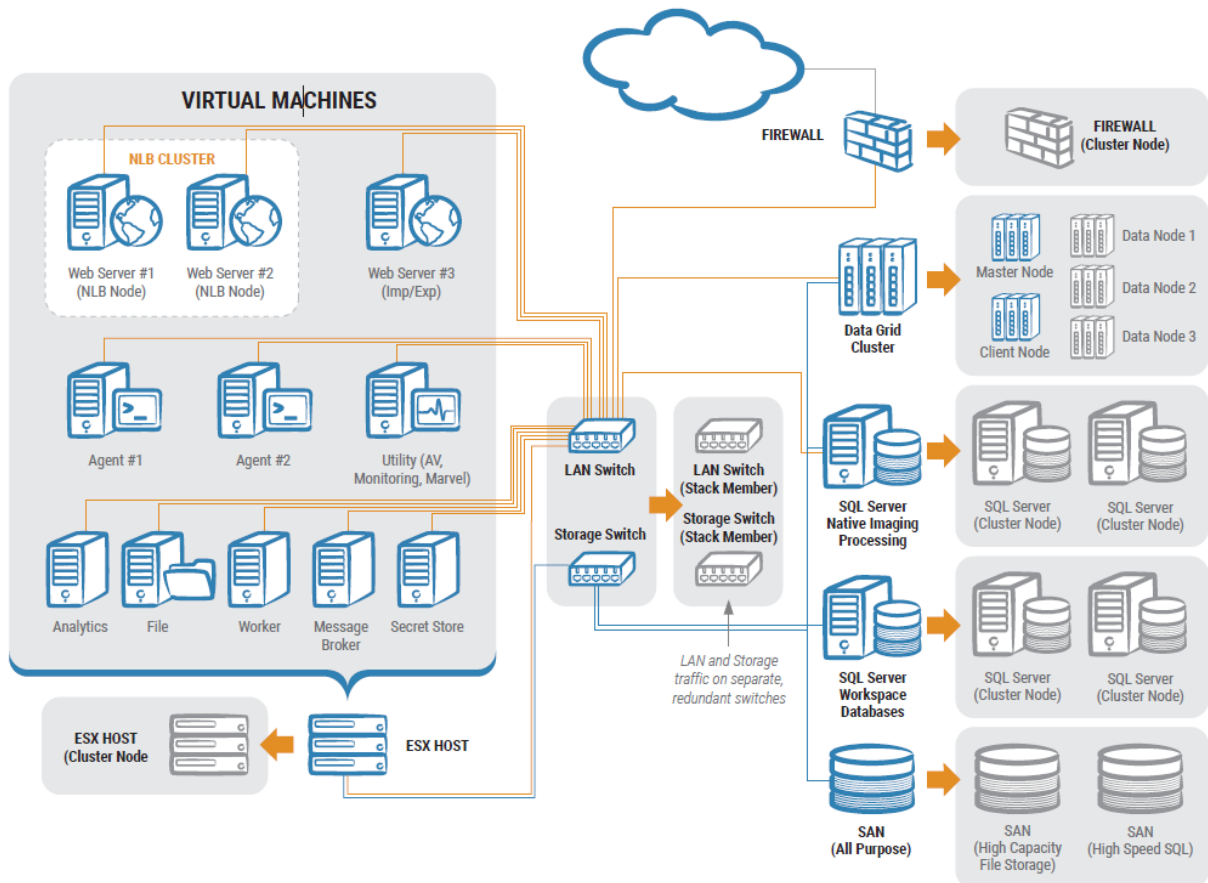 VIRTUAL MACHINES
NLB CLUSTER
Web Server #1
(NLB Node)
Web Server #2
(NLB Node)
Web Server #3
(Imp/Exp)
Agent #1
Agent #2
Utility (AV,
Monitoring, Marvel)
Analytics
File
Worker
Message
Broker
Secret Store
ESX HOST
(Cluster Node
ESX HOST
LAN Switch
Storage Switch
LAN Switch
(Stack Member)
Storage Switch
(Stack Member)
LAN and Storage
traffic on separate,
redundant switches
FIREWALL
FIREWALL
(Cluster Node)
Data Grid
Cluster
Master Node
Client Node
Data Node 1
Data Node 2
Data Node 3
SQL Server
Native Imaging
Processing
SQL Server
(Cluster Node)
SQL Server
(Cluster Node)
SQL Server
Workspace
Databases
SQL Server
(Cluster Node)
SQL Server
(Cluster Node)
SAN
(All Purpose)
SAN
(High Capacity
File Storage)
SAN
(High Speed SQL)